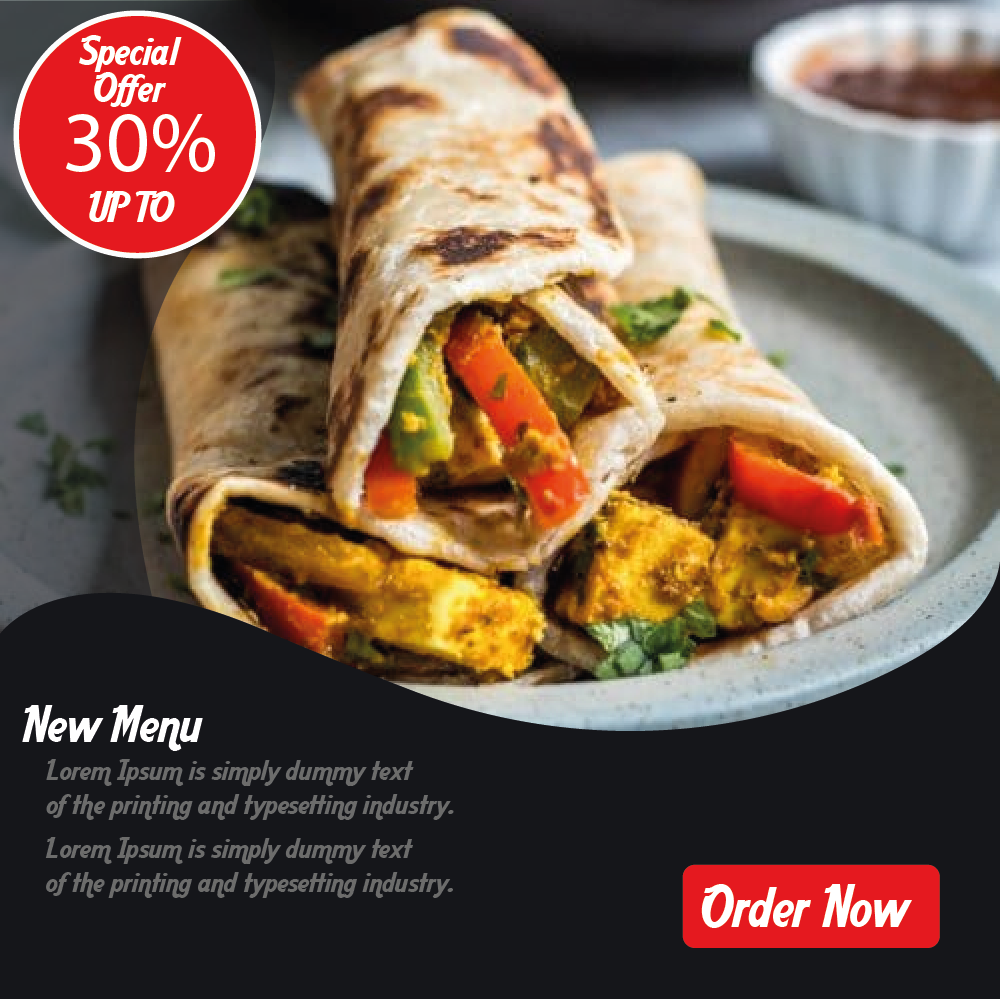 Special
Offer
30%
UP TO
New Menu
Lorem Ipsum is simply dummy text
of the printing and typesetting industry.
Lorem Ipsum is simply dummy text
of the printing and typesetting industry.
Order Now